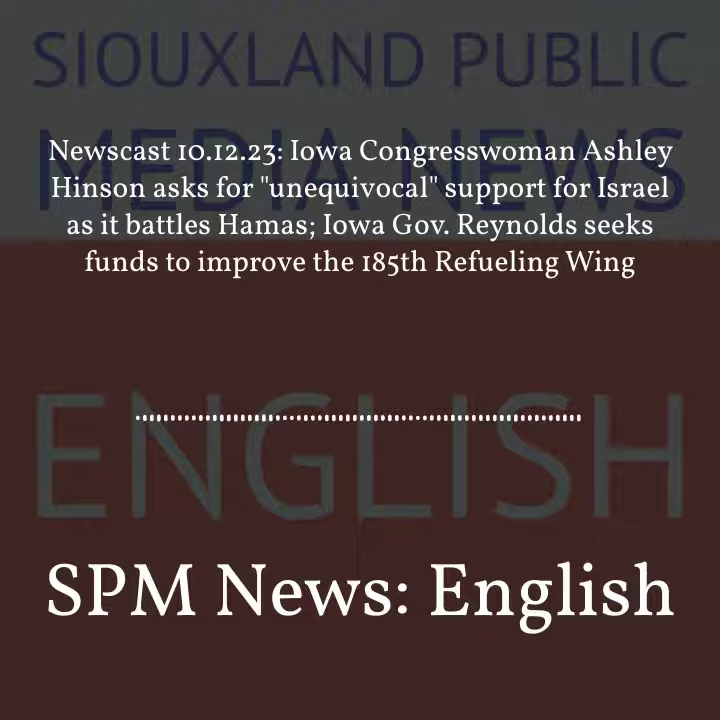 SIOUXLAND PUBLIC
MEDIA NEWS
Newscast 10.12.23: Iowa Congresswoman Ashley
Hinson asks for "unequivocal" support for Israel
as it battles Hamas; Iowa Gov. Reynolds seeks
funds to improve the 185th Refueling Wing
ENGLISH
SPM News: English